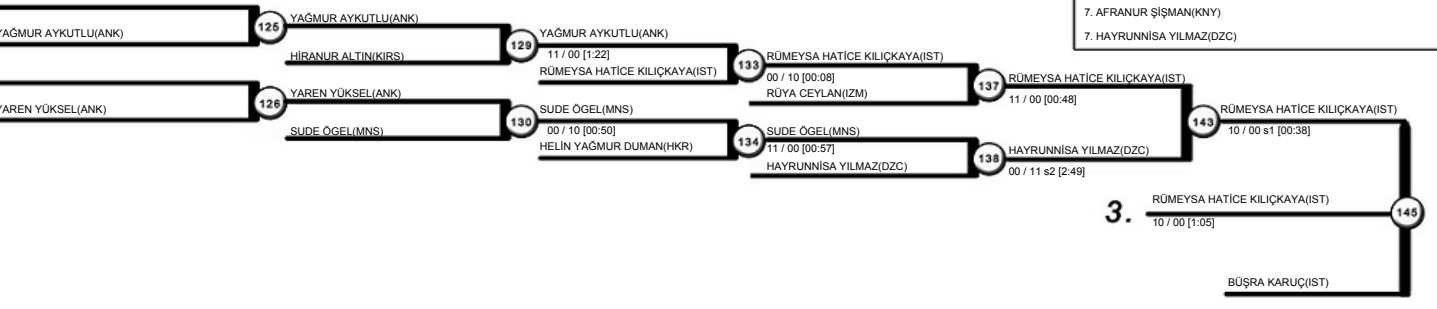 7. AFRANUR ŞİŞMAN(KNY)
7. HAYRUNNİSA YILMAZ(DZC)
YAĞMUR AYKUTLU(ANK)
125
YAĞMUR AYKUTLU(ANK)
HİRANUR ALTIN(KIRS)
129
YAĞMUR AYKUTLU(ANK)
11 / 00 [1:22]
RÜMEYSA HATİCE KILIÇKAYA(IST)
133
RÜMEYSA HATİCE KILIÇKAYA(IST)
00 / 10 [00:08]
RÜYA CEYLAN(IZM)
137
RÜMEYSA HATİCE KILIÇKAYA(IST)
11 / 00 [00:48]
YAREN YÜKSEL(ANK)
126
YAREN YÜKSEL(ANK)
SUDE ÖGEL(MNS)
130
SUDE ÖGEL(MNS)
00 / 10 [00:50]
HELİN YAĞMUR DUMAN(HKR)
134
SUDE ÖGEL(MNS)
11 / 00 [00:57]
HAYRUNNİSA YILMAZ(DZC)
138
HAYRUNNİSA YILMAZ(DZC)
00 / 11 s2 [2:49]
143
RÜMEYSA HATİCE KILIÇKAYA(IST)
10 / 00 s1 [00:38]
3.
RÜMEYSA HATİCE KILIÇKAYA(IST)
10 / 00 [1:05]
145
BÜŞRA KARUÇ(IST)